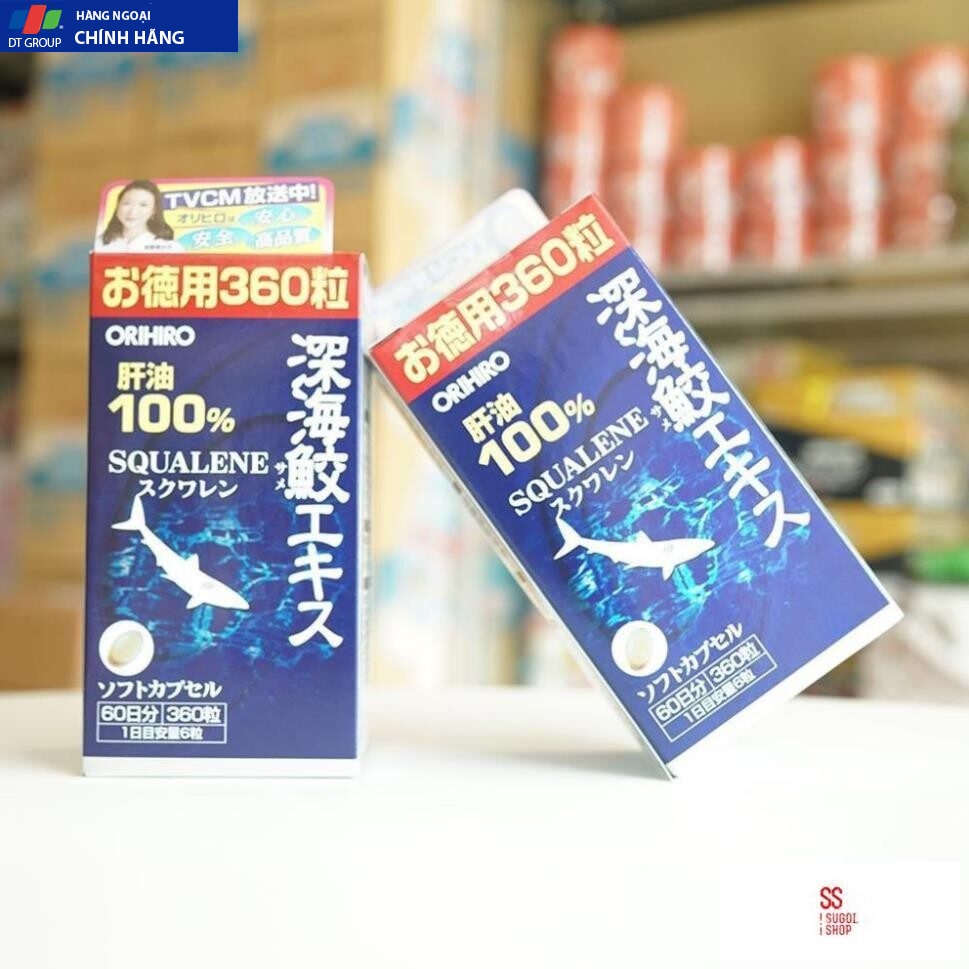 HÀNG NGOẠI
DT GROUP CHÍNH HÃNG
TVCM放送中!
オリヒロは 安心
安全 高品質
お徳用360粒
ORIHIRO
肝油
100%
SQUALENE
スクワレン
深海鮫エキス
サメ
ソフトカプセル
60日分 360粒
1日目安量6粒
お徳用360粒
ORIHIRO
肝油
100%
SQUALENE
スクワレン
深海鮫エキス
サメ
ソフトカプセル
60日分 360粒
1日目安量6粒
SS
SUGOI
SHOP